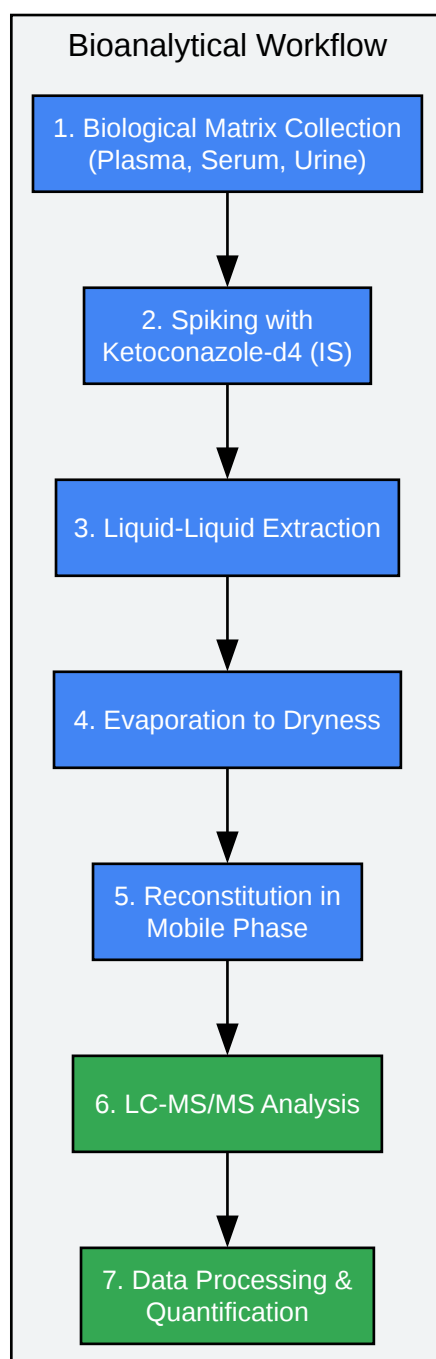 Bioanalytical Workflow
1. Biological Matrix Collection
(Plasma, Serum, Urine)
2. Spiking with
Ketoconazole-d4 (IS)
3. Liquid-Liquid Extraction
4. Evaporation to Dryness
5. Reconstitution in
Mobile Phase
6. LC-MS/MS Analysis
7. Data Processing &
Quantification